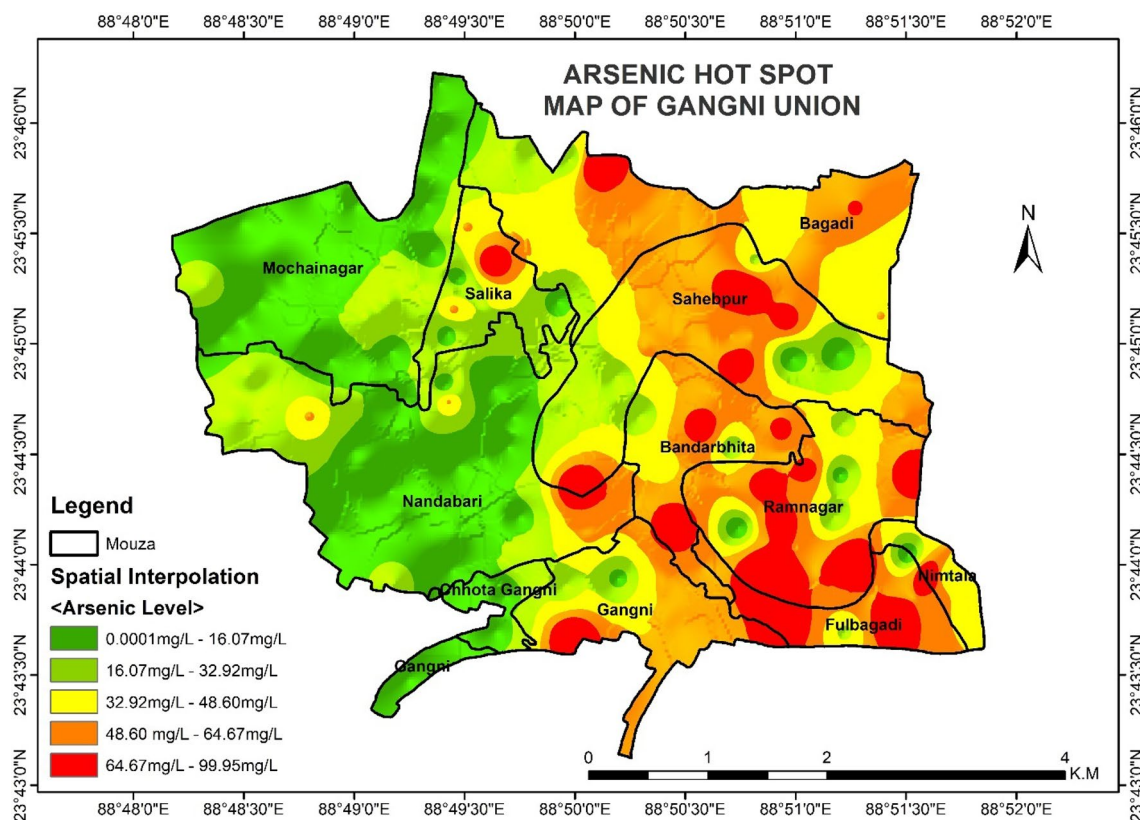 88°48'0"E 88°49'0"E 88°49'30"E 88°50'0"E 88°50'30"E 88°51'0"E 88°51'30"E 88°52'0"E
ARSENIC HOT SPOT
MAP OF GANGNI UNION
23°46'0"N
23°45'30"N
23°45'0"N
23°44'30"N
23°44'0"N
23°43'30"N
23°43'0"N
23°46'0"N
23°45'30"N
23°45'0"N
23°44'30"N
23°44'0"N
23°43'30"N
23°43'0"N
N
Bagadi
Mochainagar
Salika
Sahebpur
Bandarbhita
Nandabari
Ramnagar
Nimtala
Chhota Gangni
Gangni
Fulbagadi
Gangni
Legend
Mouza
Spatial Interpolation
<Arsenic Level>
0.0001mg/L - 16.07mg/L
16.07mg/L - 32.92mg/L
32.92mg/L - 48.60mg/L
48.60 mg/L - 64.67mg/L
64.67mg/L - 99.95mg/L
0 1 2 4
K.M
88°48'0"E 88°48'30"E 88°49'0"E 88°49'30"E 88°50'0"E 88°50'30"E 88°51'0"E 88°51'30"E 88°52'0"E